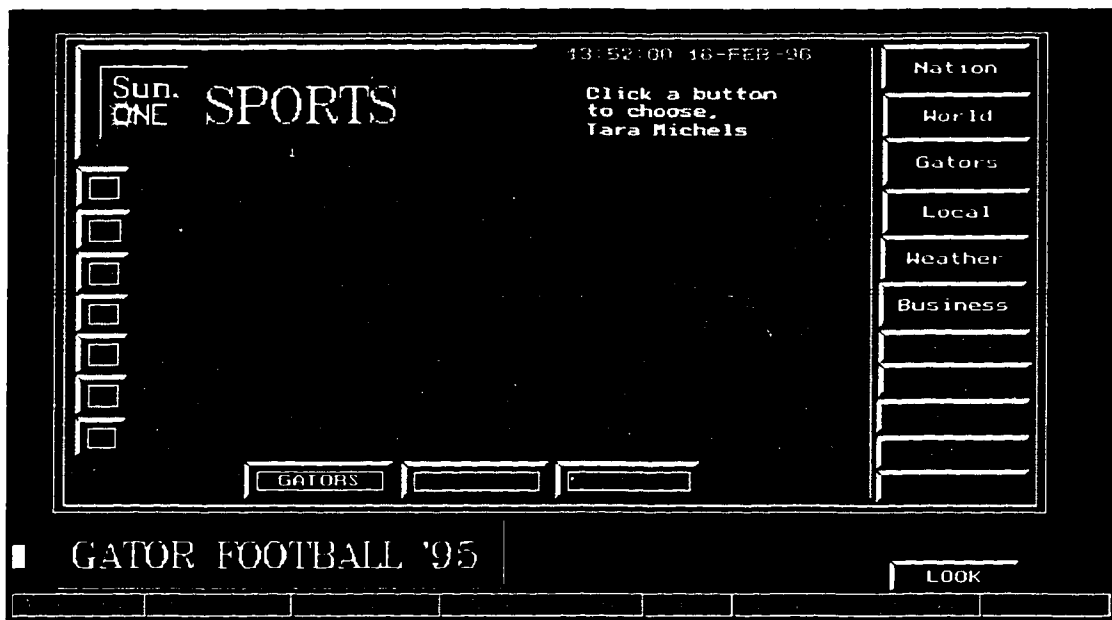 13:52:00 16-FEB-96
Sun.
ONE
SPORTS
Click a button
to choose,
Tara Michels
1
Nation
World
Gators
Local
Weather
Business
GATORS
GATOR FOOTBALL '95
LOOK